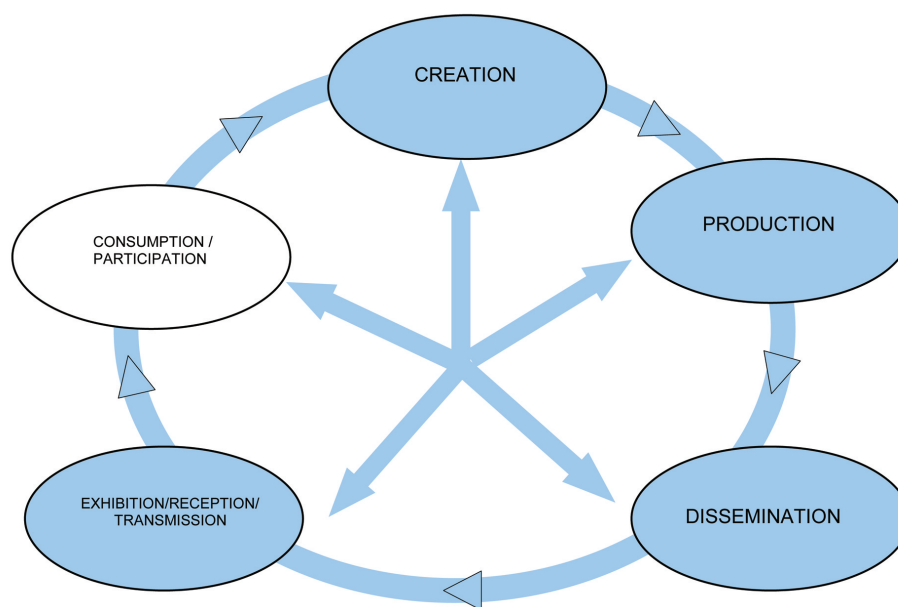 CREATION
PRODUCTION
CONSUMPTION /
PARTICIPATION
EXHIBITION/RECEPTION/
TRANSMISSION
DISSEMINATION